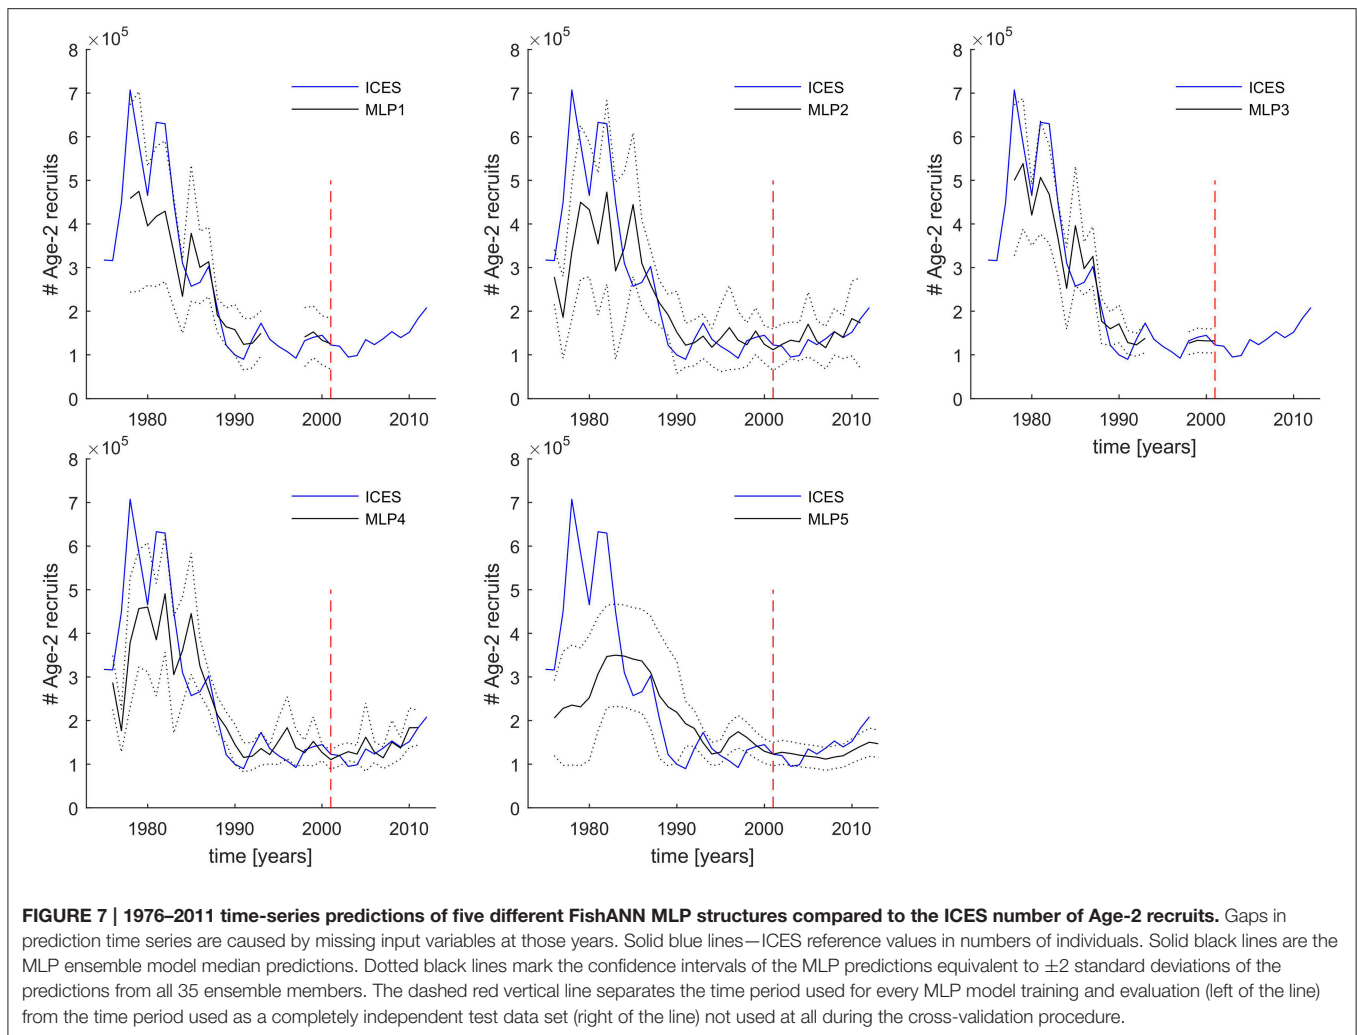 ×10⁵
8
7
6
5
4
3
2
1
0
# Age-2 recruits
ICES
MLP1
1980 1990 2000 2010
×10⁵
8
7
6
5
4
3
2
1
0
# Age-2 recruits
ICES
MLP2
1980 1990 2000 2010
×10⁵
8
7
6
5
4
3
2
1
0
# Age-2 recruits
ICES
MLP3
1980 1990 2000 2010
time [years]
×10⁵
8
7
6
5
4
3
2
1
0
# Age-2 recruits
ICES
MLP4
1980 1990 2000 2010
time [years]
×10⁵
8
7
6
5
4
3
2
1
0
# Age-2 recruits
ICES
MLP5
1980 1990 2000 2010
time [years]
FIGURE 7 | 1976–2011 time-series predictions of five different FishANN MLP structures compared to the ICES number of Age-2 recruits. Gaps in
prediction time series are caused by missing input variables at those years. Solid blue lines—ICES reference values in numbers of individuals. Solid black lines are the
MLP ensemble model median predictions. Dotted black lines mark the confidence intervals of the MLP predictions equivalent to ±2 standard deviations of the
predictions from all 35 ensemble members. The dashed red vertical line separates the time period used for every MLP model training and evaluation (left of the line)
from the time period used as a completely independent test data set (right of the line) not used at all during the cross-validation procedure.